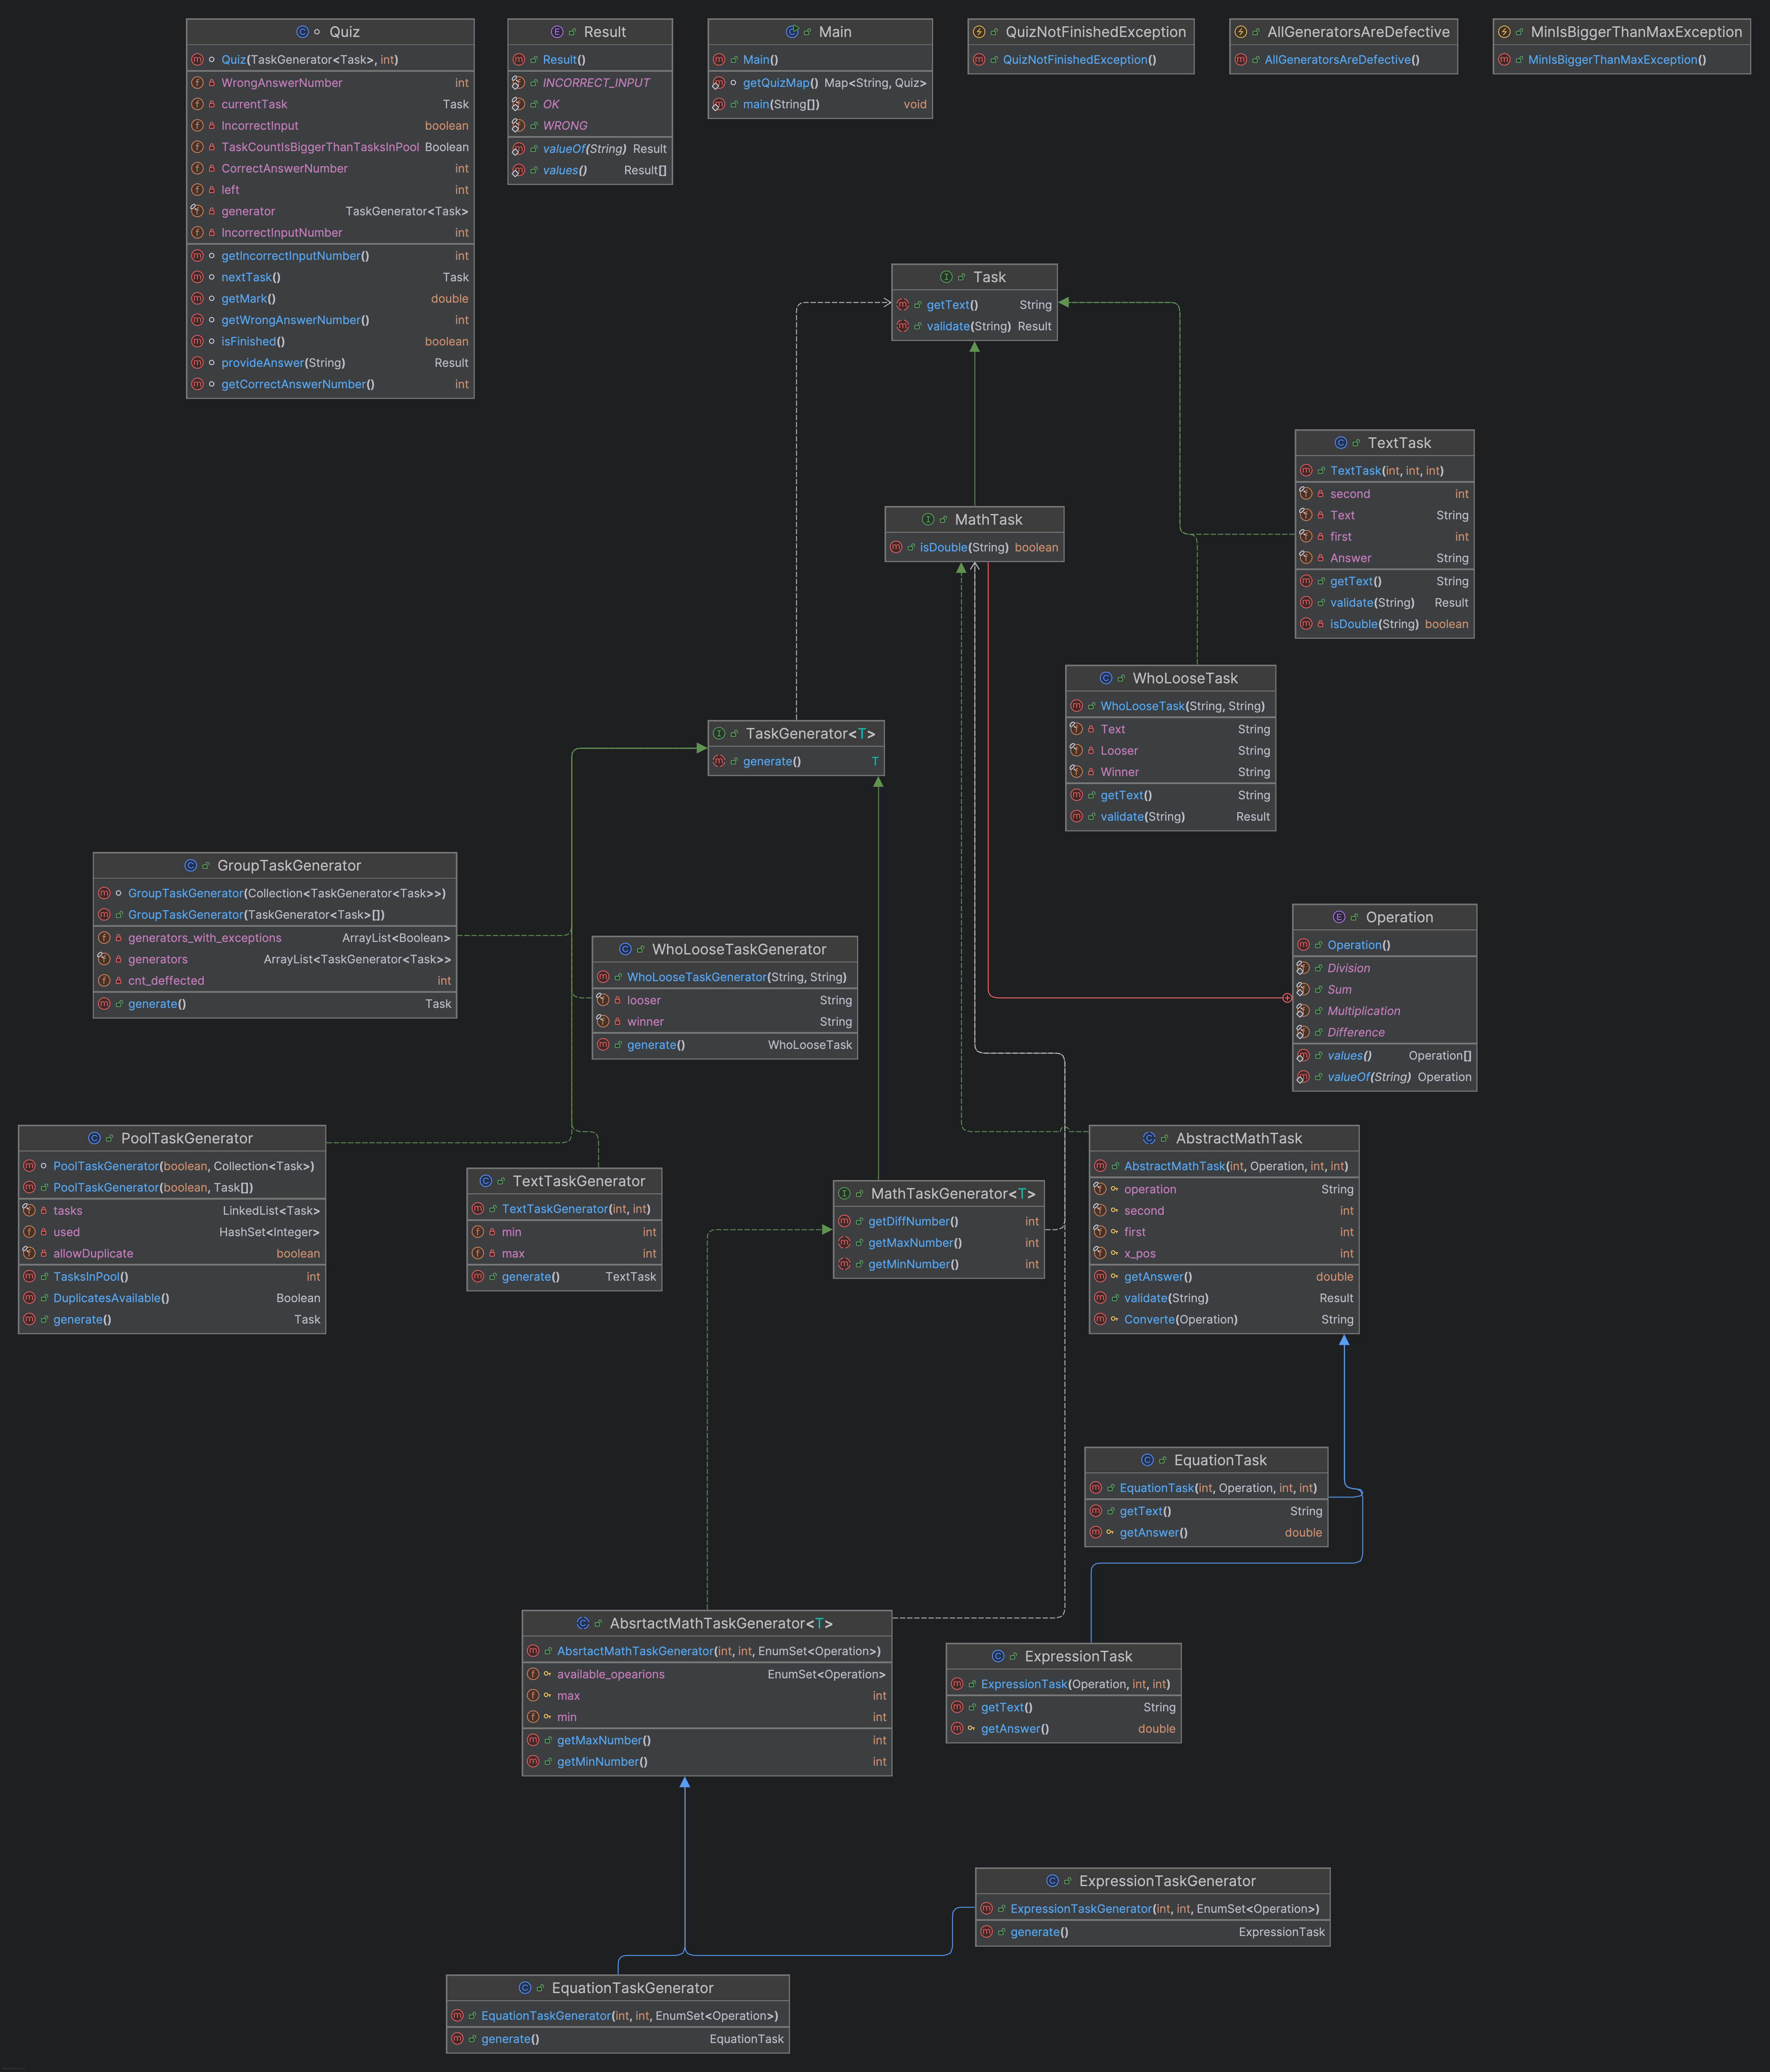 Quiz
Quiz(TaskGenerator<Task>, int)
WrongAnswerNumber int
currentTask Task
IncorrectInput boolean
TaskCountIsBiggerThanTasksInPool Boolean
CorrectAnswerNumber int
left int
generator TaskGenerator<Task>
IncorrectInputNumber int
getIncorrectInputNumber() int
nextTask() Task
getMark() double
getWrongAnswerNumber() int
isFinished() boolean
provideAnswer(String) Result
getCorrectAnswerNumber() int
Result
Result()
INCORRECT_INPUT
OK
WRONG
valueOf(String) Result
values() Result[]
Main
Main()
getQuizMap() Map<String, Quiz>
main(String[]) void
QuizNotFinishedException
QuizNotFinishedException()
AllGeneratorsAreDefective
AllGeneratorsAreDefective()
MinIsBiggerThanMaxException
MinIsBiggerThanMaxException()
Task
getText() String
validate(String) Result
TextTask
TextTask(int, int, int)
second int
Text String
first int
Answer String
getText() String
validate(String) Result
isDouble(String) boolean
MathTask
isDouble(String) boolean
WhoLooseTask
WhoLooseTask(String, String)
Text String
Looser String
Winner String
getText() String
validate(String) Result
TaskGenerator<T>
generate() T
GroupTaskGenerator
GroupTaskGenerator(Collection<TaskGenerator<Task>>)
GroupTaskGenerator(TaskGenerator<Task>[])
generators_with_exceptions ArrayList<Boolean>
generators ArrayList<TaskGenerator<Task>>
cnt_deffected int
generate() Task
WhoLooseTaskGenerator
WhoLooseTaskGenerator(String, String)
looser String
winner String
generate() WhoLooseTask
Operation
Operation()
Division
Sum
Multiplication
Difference
values() Operation[]
valueOf(String) Operation
PoolTaskGenerator
PoolTaskGenerator(boolean, Collection<Task>)
PoolTaskGenerator(boolean, Task[])
tasks LinkedList<Task>
used HashSet<Integer>
allowDuplicate boolean
TasksInPool() int
DuplicatesAvailable() Boolean
generate() Task
TextTaskGenerator
TextTaskGenerator(int, int)
min int
max int
generate() TextTask
MathTaskGenerator<T>
getDiffNumber() int
getMaxNumber() int
getMinNumber() int
AbstractMathTask
AbstractMathTask(int, Operation, int, int)
operation String
second int
first int
x_pos int
getAnswer() double
validate(String) Result
Converte(Operation) String
EquationTask
EquationTask(int, Operation, int, int)
getText() String
getAnswer() double
AbsrtactMathTaskGenerator<T>
AbsrtactMathTaskGenerator(int, int, EnumSet<Operation>)
available_opearions EnumSet<Operation>
max int
min int
getMaxNumber() int
getMinNumber() int
ExpressionTask
ExpressionTask(Operation, int, int)
getText() String
getAnswer() double
ExpressionTaskGenerator
ExpressionTaskGenerator(int, int, EnumSet<Operation>)
generate() ExpressionTask
EquationTaskGenerator
EquationTaskGenerator(int, int, EnumSet<Operation>)
generate() EquationTask